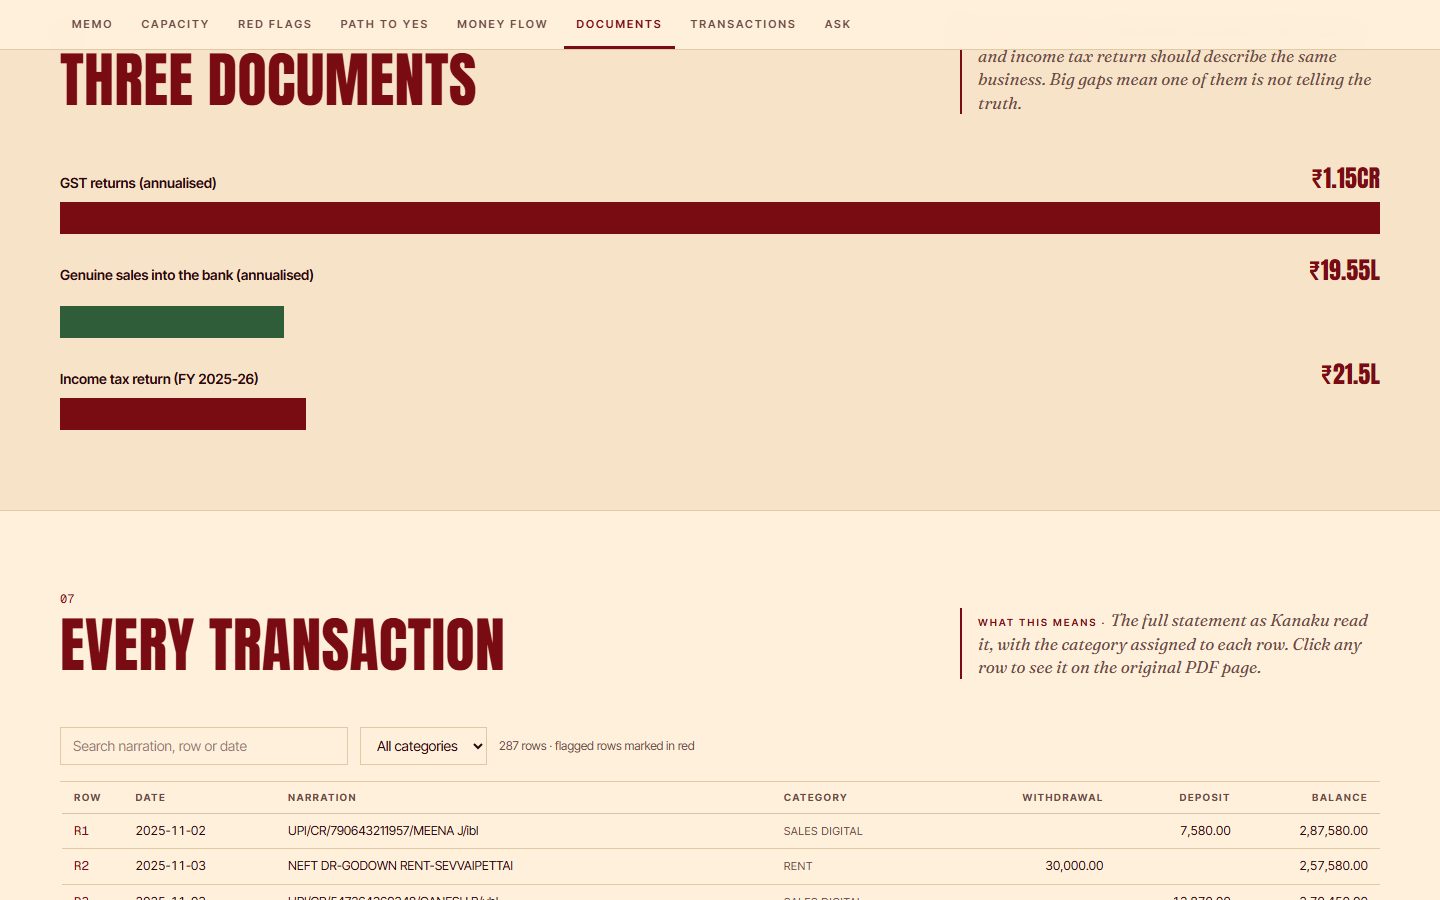 MEMO CAPACITY RED FLAGS PATH TO YES MONEY FLOW DOCUMENTS TRANSACTIONS ASK
THREE DOCUMENTS
and income tax return should describe the same
business. Big gaps mean one of them is not telling the
truth.
GST returns (annualised) ₹1.15CR
Genuine sales into the bank (annualised) ₹19.55L
Income tax return (FY 2025-26) ₹21.5L
07
EVERY TRANSACTION
WHAT THIS MEANS · The full statement as Kanaku read
it, with the category assigned to each row. Click any
row to see it on the original PDF page.
Search narration, row or date All categories 287 rows · flagged rows marked in red
ROW DATE NARRATION CATEGORY WITHDRAWAL DEPOSIT BALANCE
R1 2025-11-02 UPI/CR/790643211957/MEENA J/ibl SALES DIGITAL 7,580.00 2,87,580.00
R2 2025-11-03 NEFT DR-GODOWN RENT-SEVVAIPETTAI RENT 30,000.00 2,57,580.00